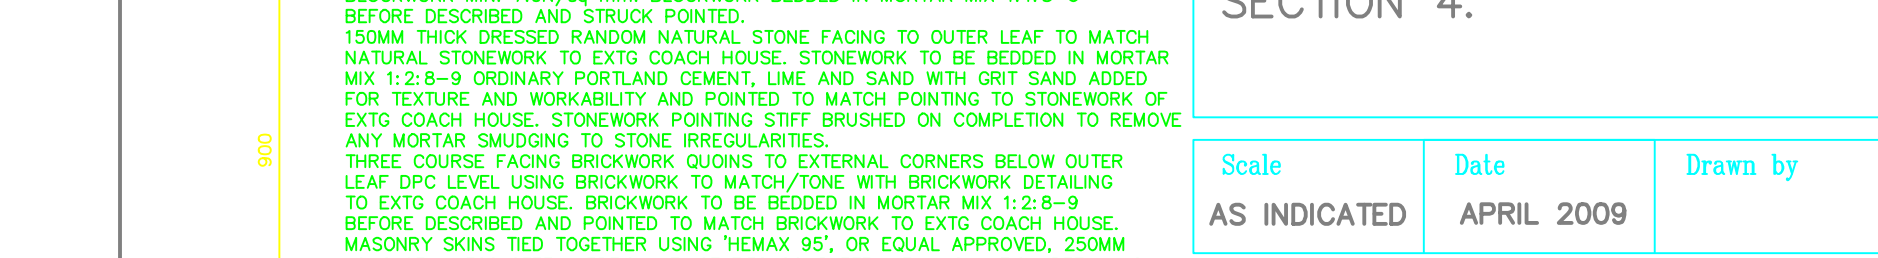 BEFORE DESCRIBED AND STRUCK POINTED.
150MM THICK DRESSED RANDOM NATURAL STONE FACING TO OUTER LEAF TO MATCH
NATURAL STONEWORK TO EXTG COACH HOUSE. STONEWORK TO BE BEDDED IN MORTAR
MIX 1:2:8-9 ORDINARY PORTLAND CEMENT, LIME AND SAND WITH GRIT SAND ADDED
FOR TEXTURE AND WORKABILITY AND POINTED TO MATCH POINTING TO STONEWORK OF
EXTG COACH HOUSE. STONEWORK POINTING STIFF BRUSHED ON COMPLETION TO REMOVE
ANY MORTAR SMUDGING TO STONE IRREGULARITIES.
THREE COURSE FACING BRICKWORK QUOINS TO EXTERNAL CORNERS BELOW OUTER
LEAF DPC LEVEL USING BRICKWORK TO MATCH/TONE WITH BRICKWORK DETAILING
TO EXTG COACH HOUSE. BRICKWORK TO BE BEDDED IN MORTAR MIX 1:2:8-9
BEFORE DESCRIBED AND POINTED TO MATCH BRICKWORK TO EXTG COACH HOUSE.
MASONRY SKINS TIED TOGETHER USING 'HEMAX 95', OR EQUAL APPROVED, 250MM
900
SECTION 4.
Scale
AS INDICATED
Date
APRIL 2009
Drawn by